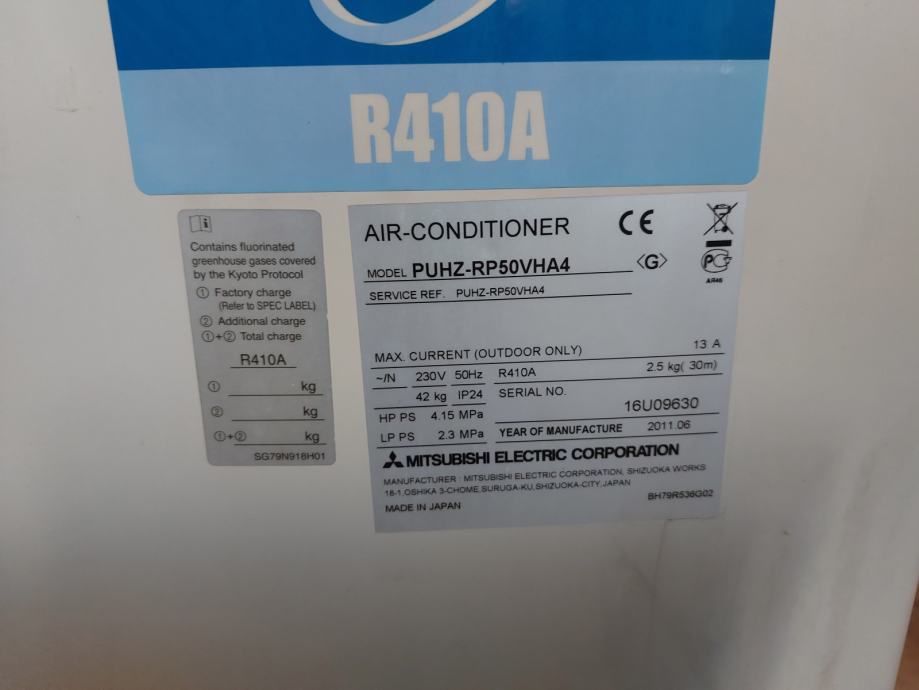 R410A
Contains fluorinated
greenhouse gases covered
by the Kyoto Protocol
① Factory charge
(Refer to SPEC LABEL)
② Additional charge
①+② Total charge
R410A
① kg
② kg
①+② kg
SG79N918H01
AIR-CONDITIONER CE
MODEL PUHZ-RP50VHA4 <G>
SERVICE REF. PUHZ-RP50VHA4
PC
AR46
MAX. CURRENT (OUTDOOR ONLY) 13 A
~/N 230V 50Hz R410A 2.5 kg( 30m)
42 kg IP24 SERIAL NO.
16U09630
HP PS 4.15 MPa
LP PS 2.3 MPa YEAR OF MANUFACTURE 2011.06
MITSUBISHI ELECTRIC CORPORATION
MANUFACTURER : MITSUBISHI ELECTRIC CORPORATION, SHIZUOKA WORKS
18-1,OSHIKA 3-CHOME,SURUGA-KU,SHIZUOKA-CITY,JAPAN
MADE IN JAPAN BH79R536G02